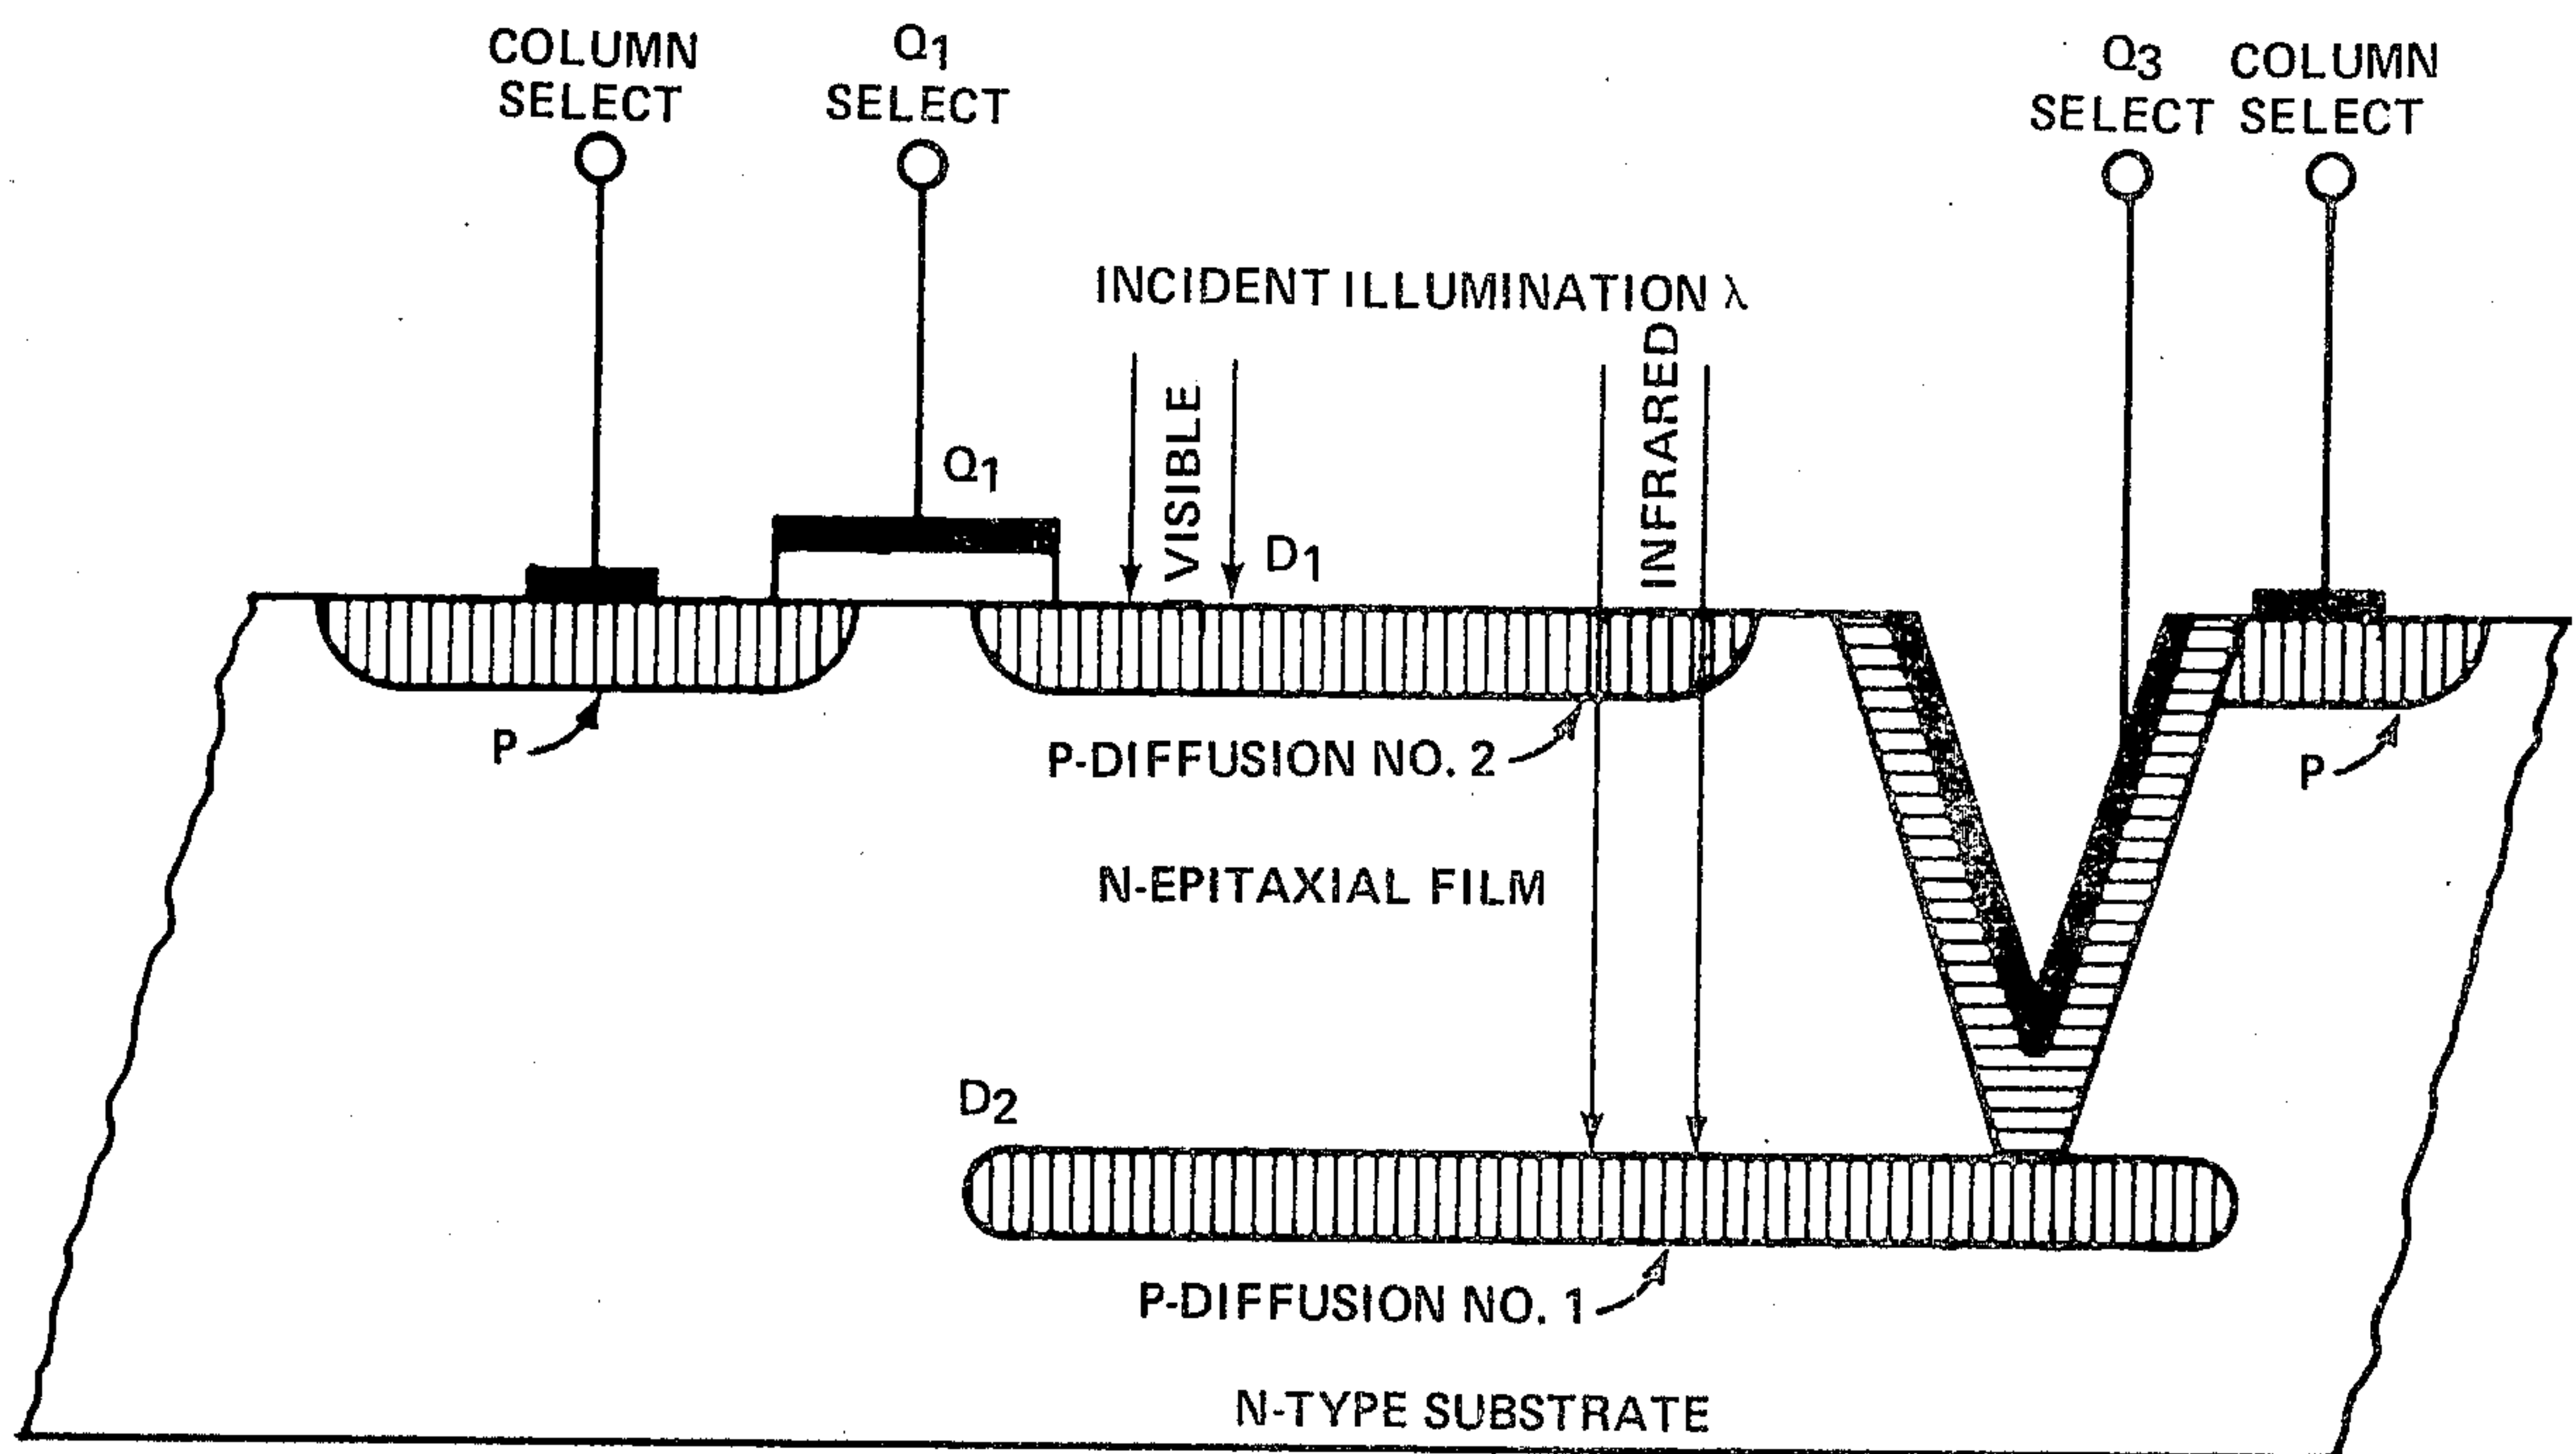 COLUMN
SELECT
Q1
SELECT
Q3
SELECT
COLUMN
SELECT
INCIDENT ILLUMINATION λ
VISIBLE
INFRARED
Q1
D1
P
P-DIFFUSION NO. 2
P
N-EPITAXIAL FILM
D2
P-DIFFUSION NO. 1
N-TYPE SUBSTRATE